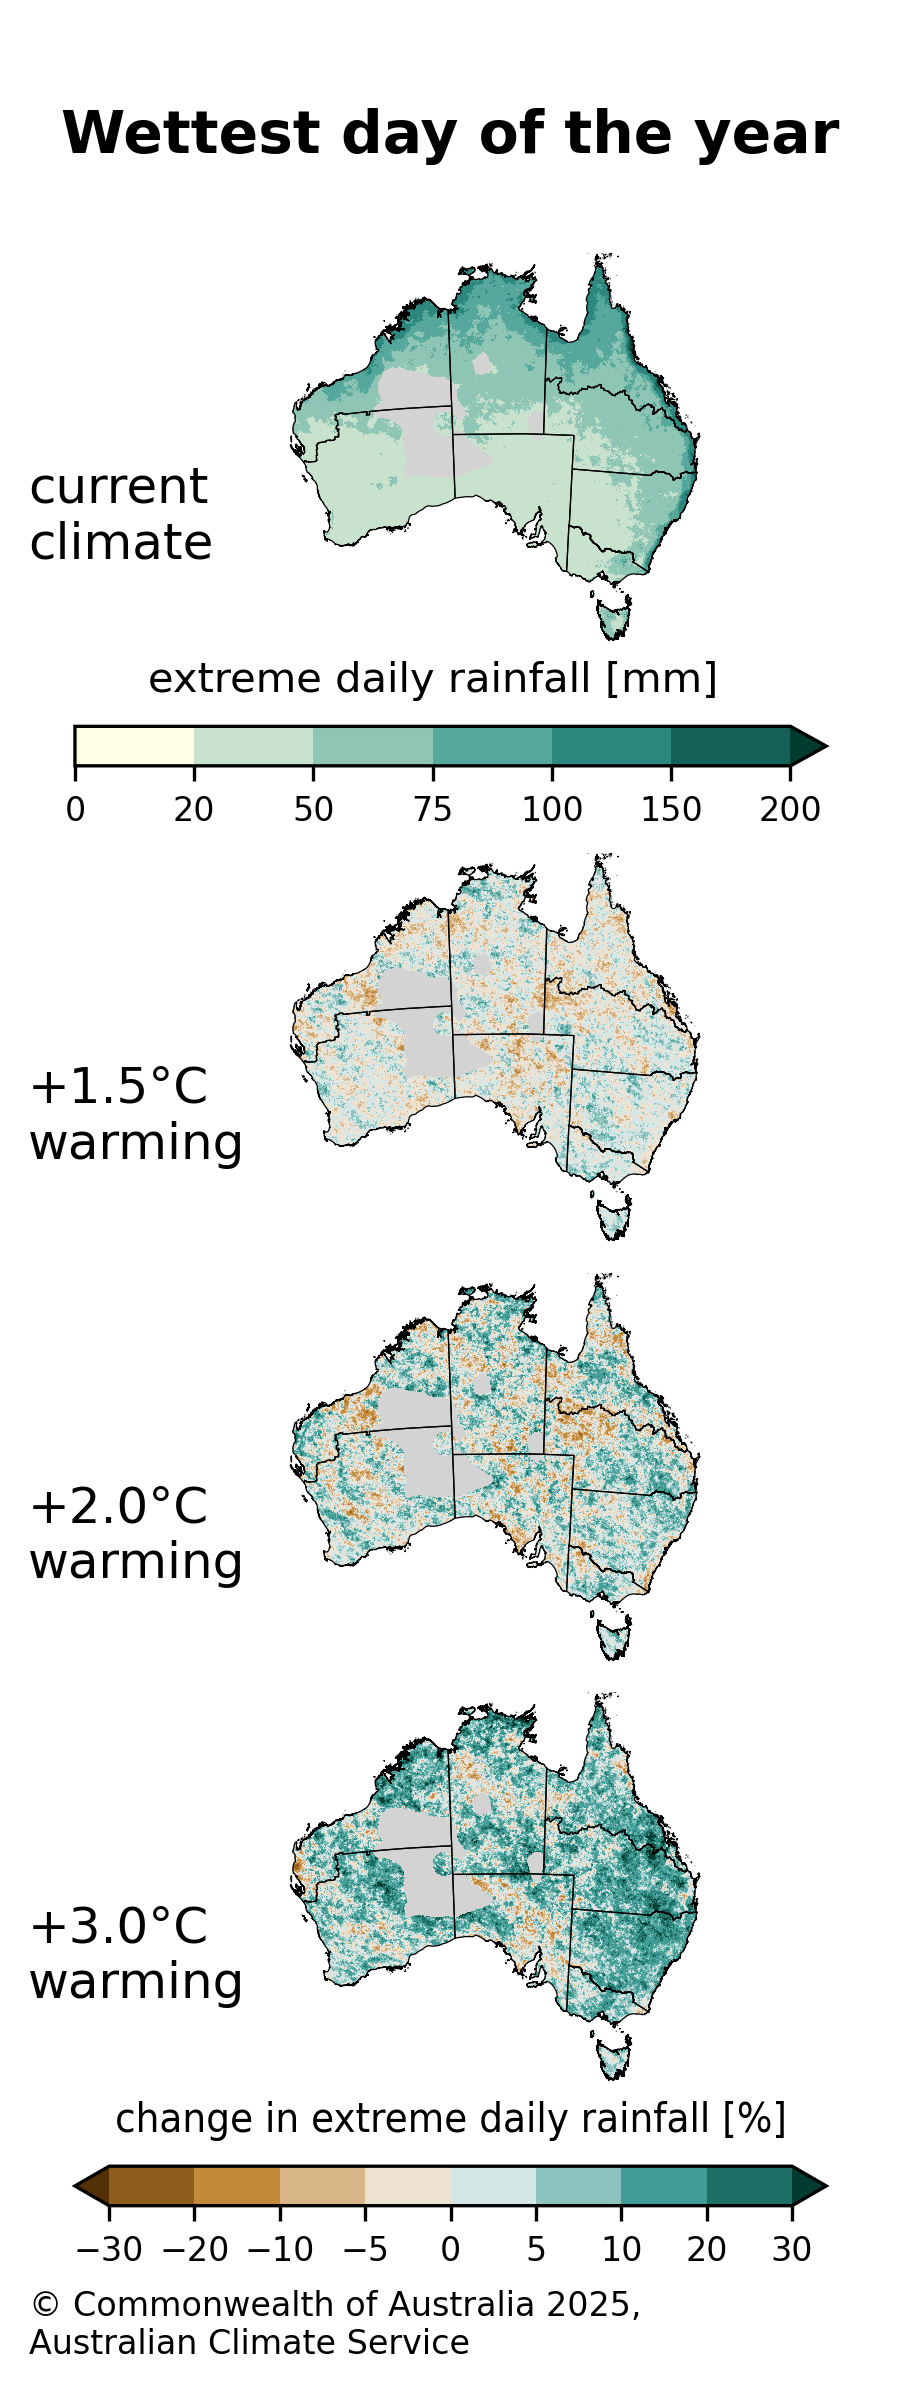 Wettest day of the year
current
climate
extreme daily rainfall [mm]
0 20 50 75 100 150 200
+1.5°C
warming
+2.0°C
warming
+3.0°C
warming
change in extreme daily rainfall [%]
−30 −20 −10 −5 0 5 10 20 30
© Commonwealth of Australia 2025,
Australian Climate Service